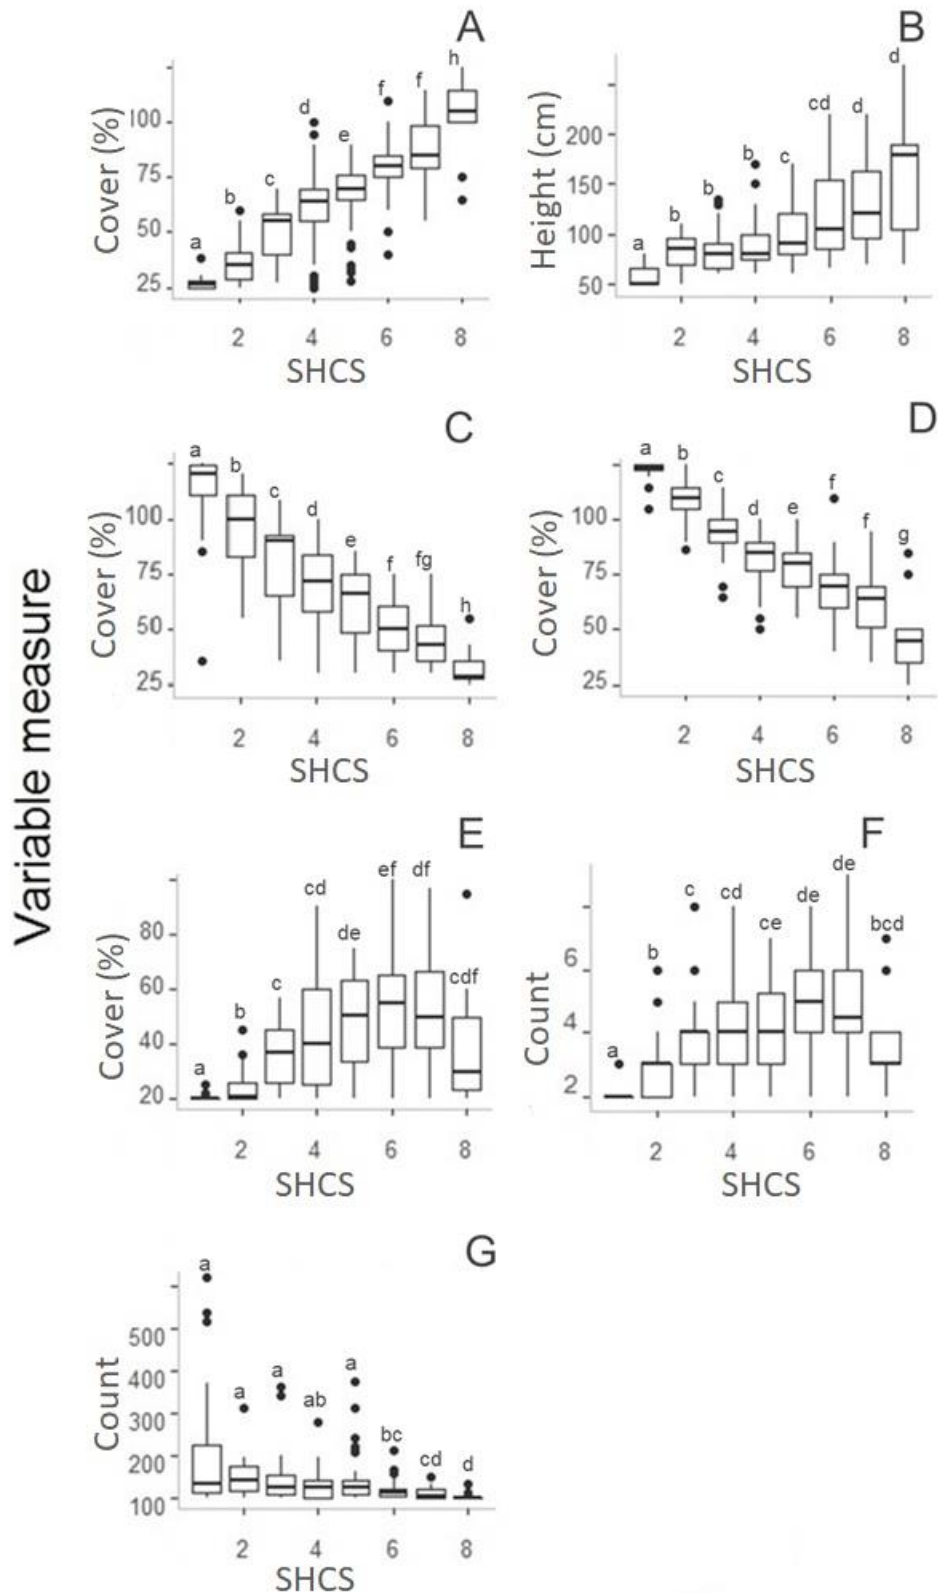 A
B
Cover (%)
100
75
50
25
a
b
c
d
e
f
f
h
2
4
6
8
SHCS
Height (cm)
200
150
100
50
a
b
b
b
c
cd
d
d
2
4
6
8
SHCS
Variable measure
C
D
Cover (%)
100
75
50
25
a
b
c
d
e
f
fg
h
2
4
6
8
SHCS
Cover (%)
100
75
50
25
a
b
c
d
e
f
f
g
2
4
6
8
SHCS
E
F
Cover (%)
80
60
40
20
a
b
c
cd
de
ef
df
cdf
2
4
6
8
SHCS
Count
6
4
2
a
b
c
cd
ce
de
de
bcd
2
4
6
8
SHCS
G
Count
500
400
300
200
100
a
a
a
ab
a
bc
cd
d
2
4
6
8
SHCS